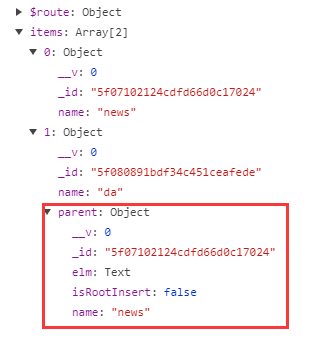 $route: Object
items: Array[2]
0: Object
__v: 0
_id: "5f07102124cdfd66d0c17024"
name: "news"
1: Object
__v: 0
_id: "5f080891bdf34c451ceafede"
name: "da"
parent: Object
__v: 0
_id: "5f07102124cdfd66d0c17024"
elm: Text
isRootInsert: false
name: "news"